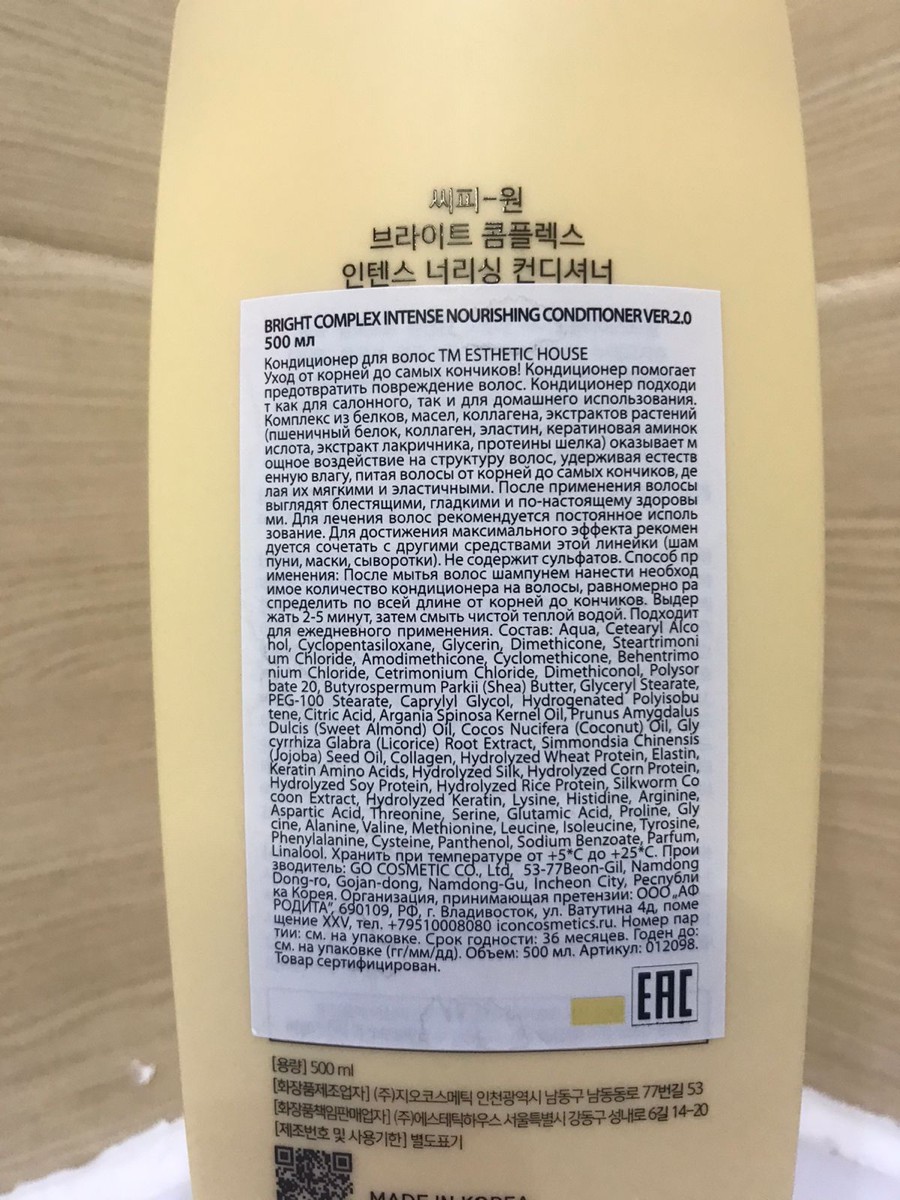 씨피-원
브라이트 콤플렉스
인텐스 너리싱 컨디셔너
BRIGHT COMPLEX INTENSE NOURISHING CONDITIONER VER.2.0
500 мл
Кондиционер для волос ТМ ESTHETIC HOUSE
Уход от корней до самых кончиков! Кондиционер помогает
предотвратить повреждение волос. Кондиционер подходи
т как для салонного, так и для домашнего использования.
Комплекс из белков, масел, коллагена, экстрактов растений
(пшеничный белок, коллаген, эластин, кератиновая аминок
ислота, экстракт лакричника, протеины шелка) оказывает м
ощное воздействие на структуру волос, удерживая естеств
енную влагу, питая волосы от корней до самых кончиков, де
лая их мягкими и эластичными. После применения волосы
выглядят блестящими, гладкими и по-настоящему здоровы
ми. Для лечения волос рекомендуется постоянное исполь
зование. Для достижения максимального эффекта рекомен
дуется сочетать с другими средствами этой линейки (шам
пуни, маски, сыворотки). Не содержит сульфатов. Способ пр
именения: После мытья волос шампунем нанести необход
имое количество кондиционера на волосы, равномерно ра
спределить по всей длине от корней до кончиков. Выдер
жать 2-5 минут, затем смыть чистой теплой водой. Подходит
для ежедневного применения. Состав: Aqua, Cetearyl Alco
hol, Cyclopentasiloxane, Glycerin, Dimethicone, Steartrimoni
um Chloride, Amodimethicone, Cyclomethicone, Behentrimo
nium Chloride, Cetrimonium Chloride, Dimethiconol, Polysor
bate 20, Butyrospermum Parkii (Shea) Butter, Glyceryl Stearate,
PEG-100 Stearate, Caprylyl Glycol, Hydrogenated Polyisobu
tene, Citric Acid, Argania Spinosa Kernel Oil, Prunus Amygdalus
Dulcis (Sweet Almond) Oil, Cocos Nucifera (Coconut) Oil, Gly
cyrrhiza Glabra (Licorice) Root Extract, Simmondsia Chinensis
(Jojoba) Seed Oil, Collagen, Hydrolyzed Wheat Protein, Elastin,
Keratin Amino Acids, Hydrolyzed Silk, Hydrolyzed Corn Protein,
Hydrolyzed Soy Protein, Hydrolyzed Rice Protein, Silkworm Co
coon Extract, Hydrolyzed Keratin, Lysine, Histidine, Arginine,
Aspartic Acid, Threonine, Serine, Glutamic Acid, Proline, Gly
cine, Alanine, Valine, Methionine, Leucine, Isoleucine, Tyrosine,
Phenylalanine, Cysteine, Panthenol, Sodium Benzoate, Parfum,
Linalool. Хранить при температуре от +5*С до +25*С. Прои
зводитель: GO COSMETIC CO., Ltd, 53-77Beon-Gil, Namdong
Dong-ro, Gojan-dong, Namdong-Gu, Incheon City, Республи
ка Корея. Организация, принимающая претензии: ООО „АФ
РОДИТА”, 690109, РФ, г. Владивосток, ул. Ватутина 4д, поме
щение XXV, тел. +79510008080 iconcosmetics.ru. Номер пар
тии: см. на упаковке. Срок годности: 36 месяцев. Годен до:
см. на упаковке (гг/мм/дд). Объем: 500 мл. Артикул: 012098.
Товар сертифицирован.
EAC
[용량] 500 ml
[화장품제조업자] (주)지오코스메틱 인천광역시 남동구 남동동로 77번길 53
[화장품책임판매업자] (주)에스테틱하우스 서울특별시 강동구 성내로 6길 14-20
[제조번호 및 사용기한] 별도표기
MADE IN KOREA